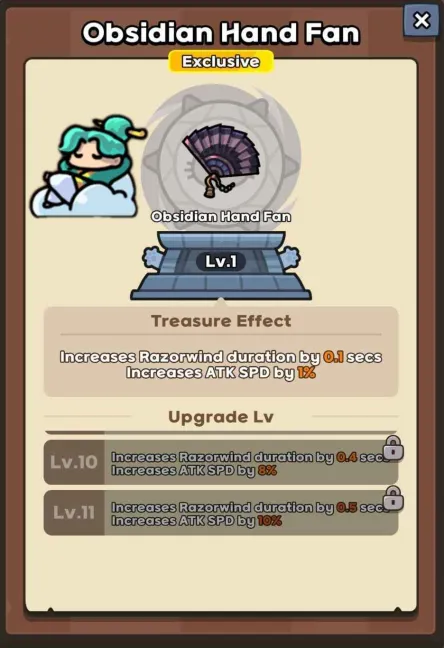 Obsidian Hand Fan
Exclusive
Obsidian Hand Fan
Lv.1
Treasure Effect
Increases Razorwind duration by 0.1 secs
Increases ATK SPD by 1%
Upgrade Lv
Lv.10
Increases Razorwind duration by 0.4 secs
Increases ATK SPD by 8%
Lv.11
Increases Razorwind duration by 0.5 secs
Increases ATK SPD by 10%